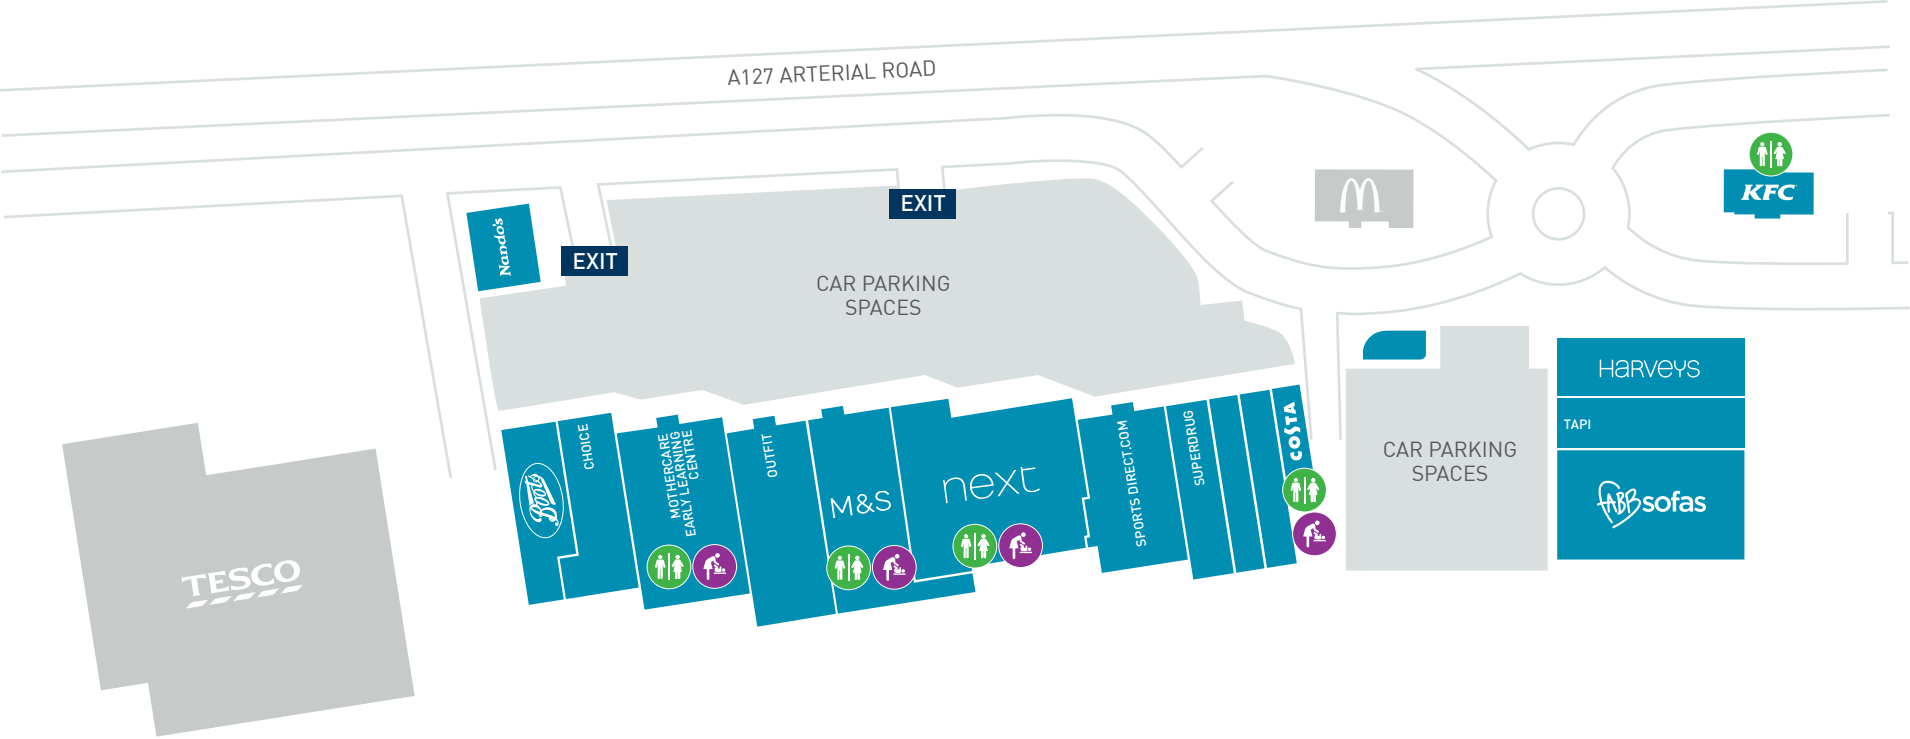 A127 ARTERIAL ROAD
KFC
EXIT
Nando's
EXIT
CAR PARKING
SPACES
HARVEYS
TAPI
CAR PARKING
SPACES
FABB sofas
COSTA
SUPERDRUG
SPORTS DIRECT.COM
next
M&S
OUTFIT
MOTHERCARE
EARLY LEARNING
CENTRE
CHOICE
Boots
TESCO